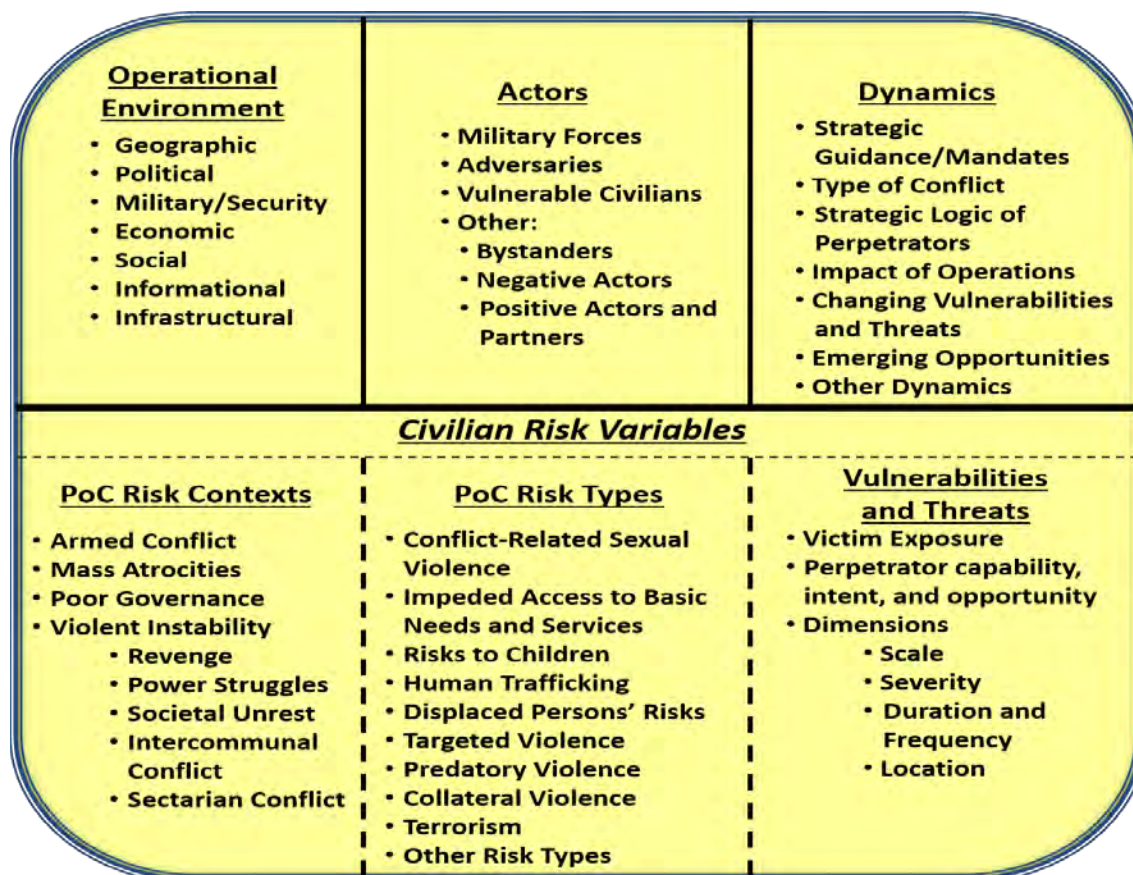 Operational
Environment
• Geographic
• Political
• Military/Security
• Economic
• Social
• Informational
• Infrastructural
Actors
• Military Forces
• Adversaries
• Vulnerable Civilians
• Other:
• Bystanders
• Negative Actors
• Positive Actors and
Partners
Dynamics
• Strategic
Guidance/Mandates
• Type of Conflict
• Strategic Logic of
Perpetrators
• Impact of Operations
• Changing Vulnerabilities
and Threats
• Emerging Opportunities
• Other Dynamics
Civilian Risk Variables
PoC Risk Contexts
• Armed Conflict
• Mass Atrocities
• Poor Governance
• Violent Instability
• Revenge
• Power Struggles
• Societal Unrest
• Intercommunal
Conflict
• Sectarian Conflict
PoC Risk Types
• Conflict-Related Sexual
Violence
• Impeded Access to Basic
Needs and Services
• Risks to Children
• Human Trafficking
• Displaced Persons’ Risks
• Targeted Violence
• Predatory Violence
• Collateral Violence
• Terrorism
• Other Risk Types
Vulnerabilities
and Threats
• Victim Exposure
• Perpetrator capability,
intent, and opportunity
• Dimensions
• Scale
• Severity
• Duration and
Frequency
• Location